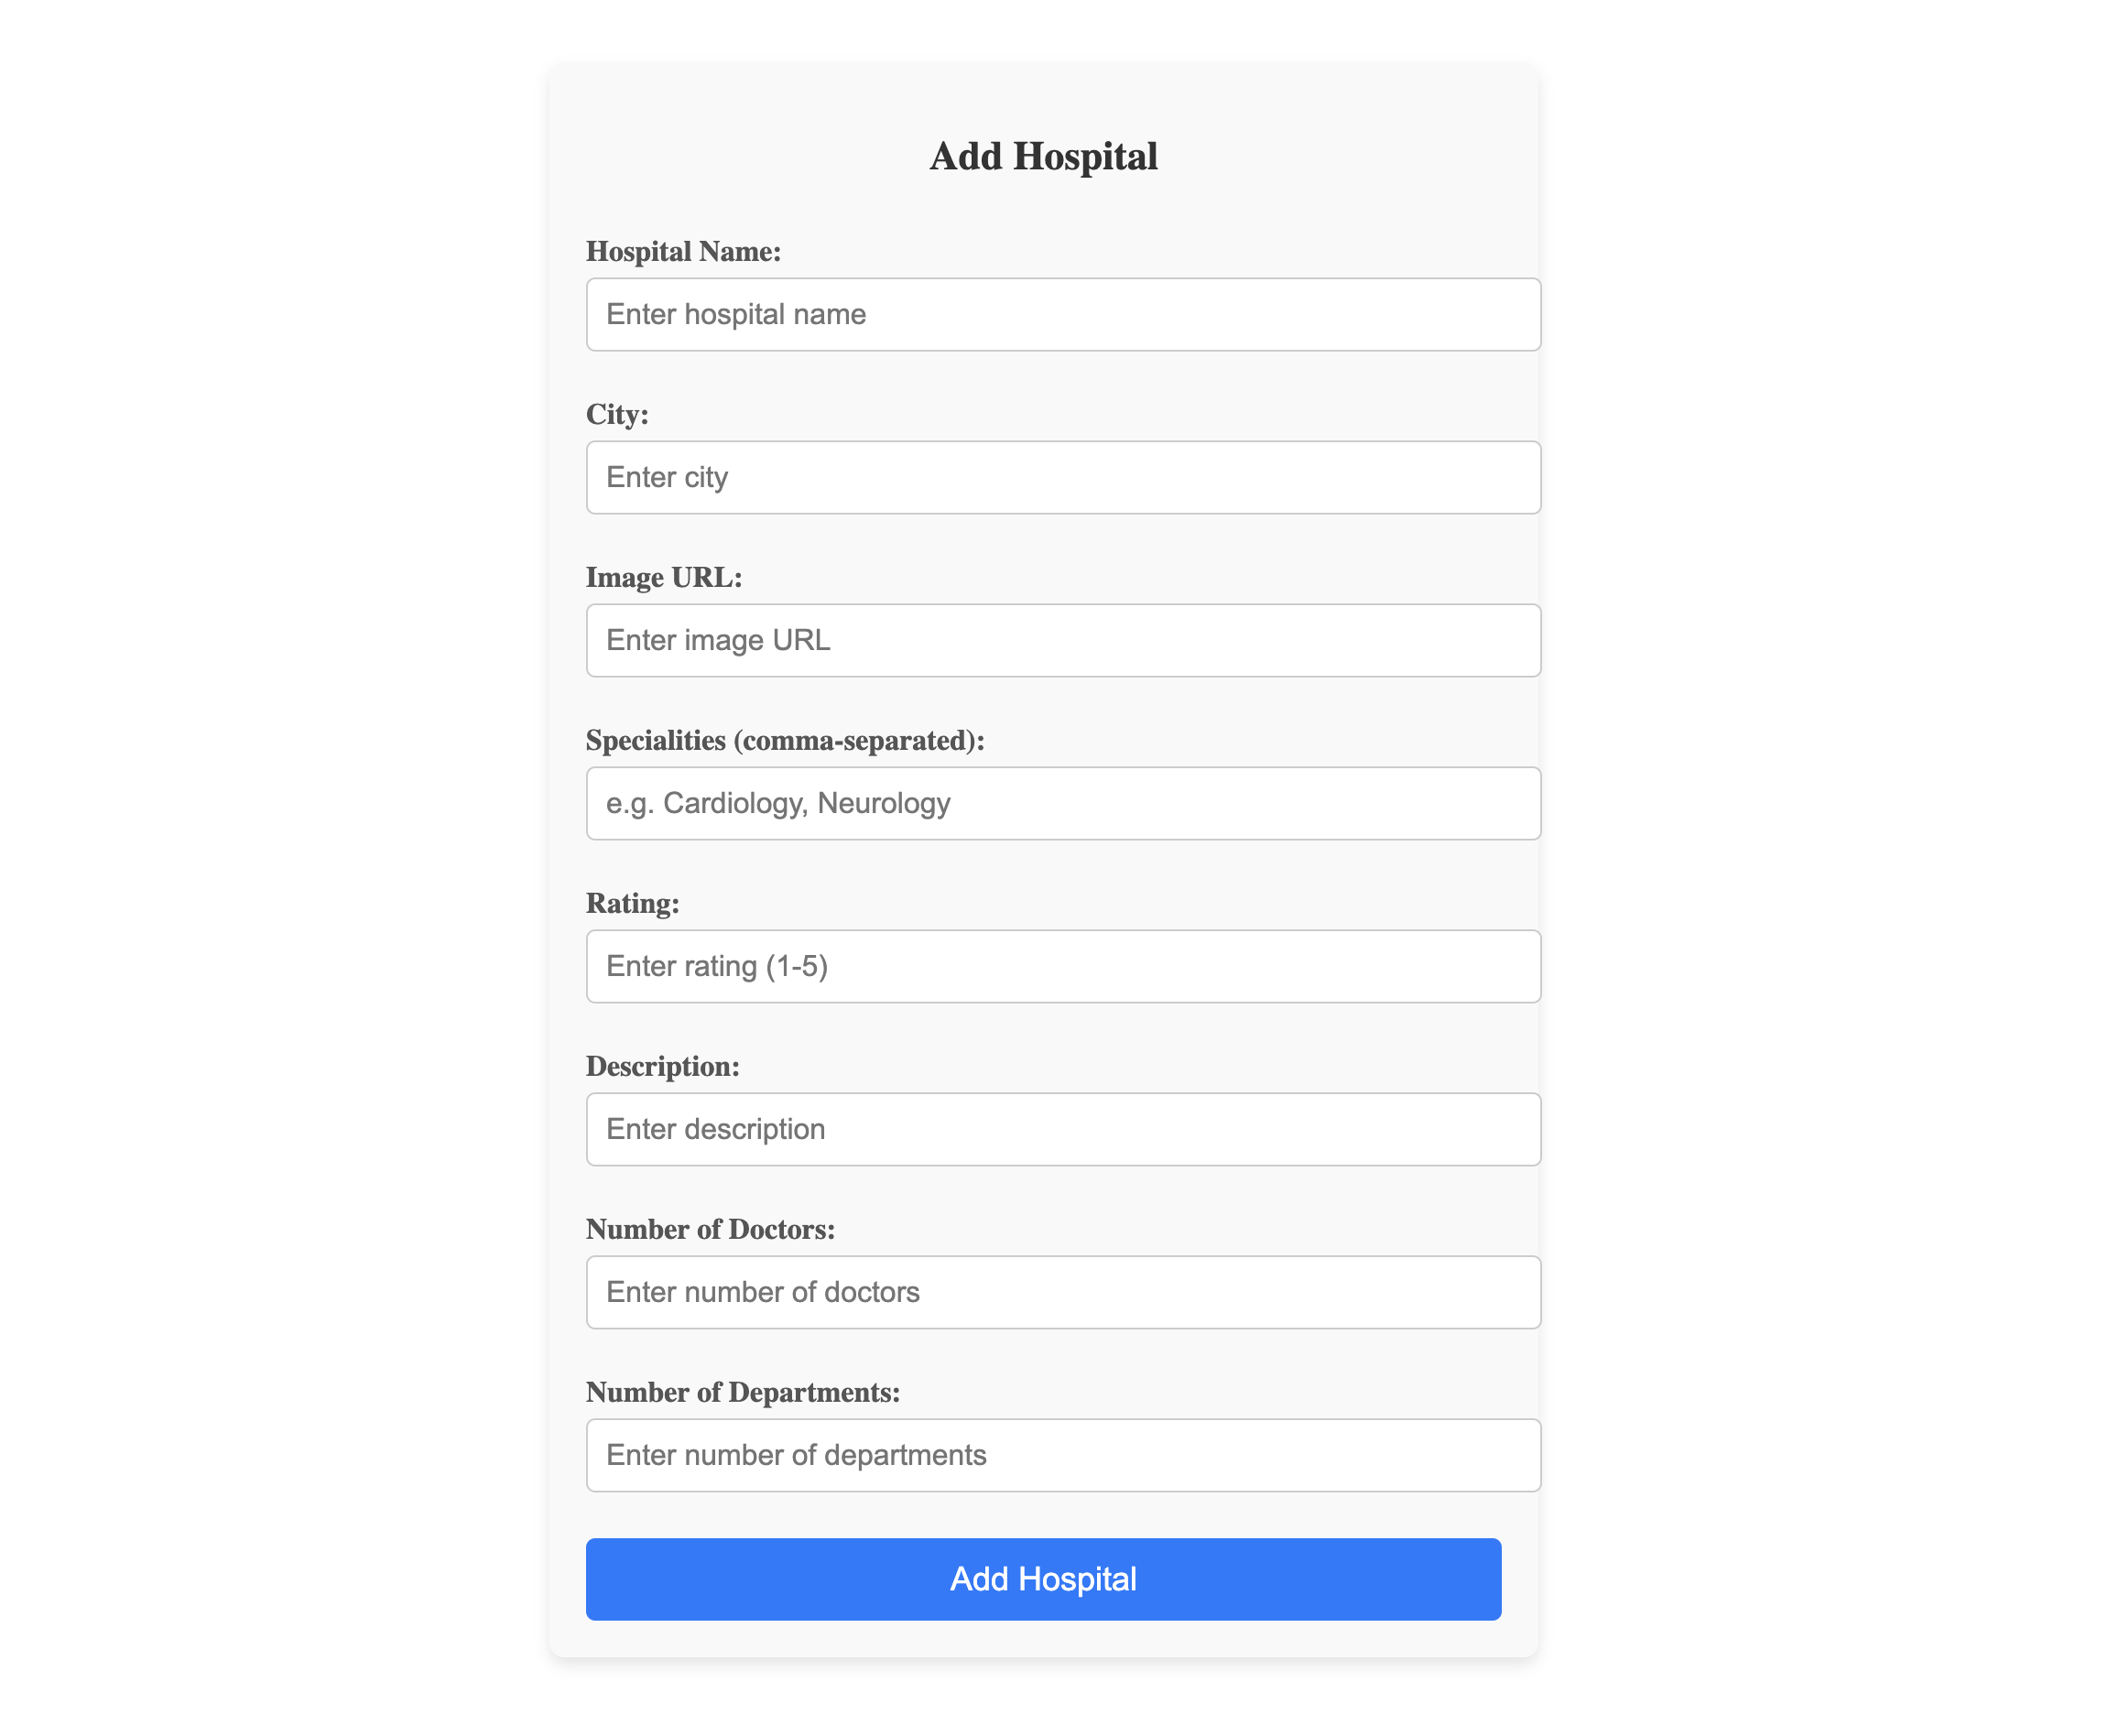 Add Hospital
Hospital Name:
Enter hospital name
City:
Enter city
Image URL:
Enter image URL
Specialities (comma-separated):
e.g. Cardiology, Neurology
Rating:
Enter rating (1-5)
Description:
Enter description
Number of Doctors:
Enter number of doctors
Number of Departments:
Enter number of departments
Add Hospital